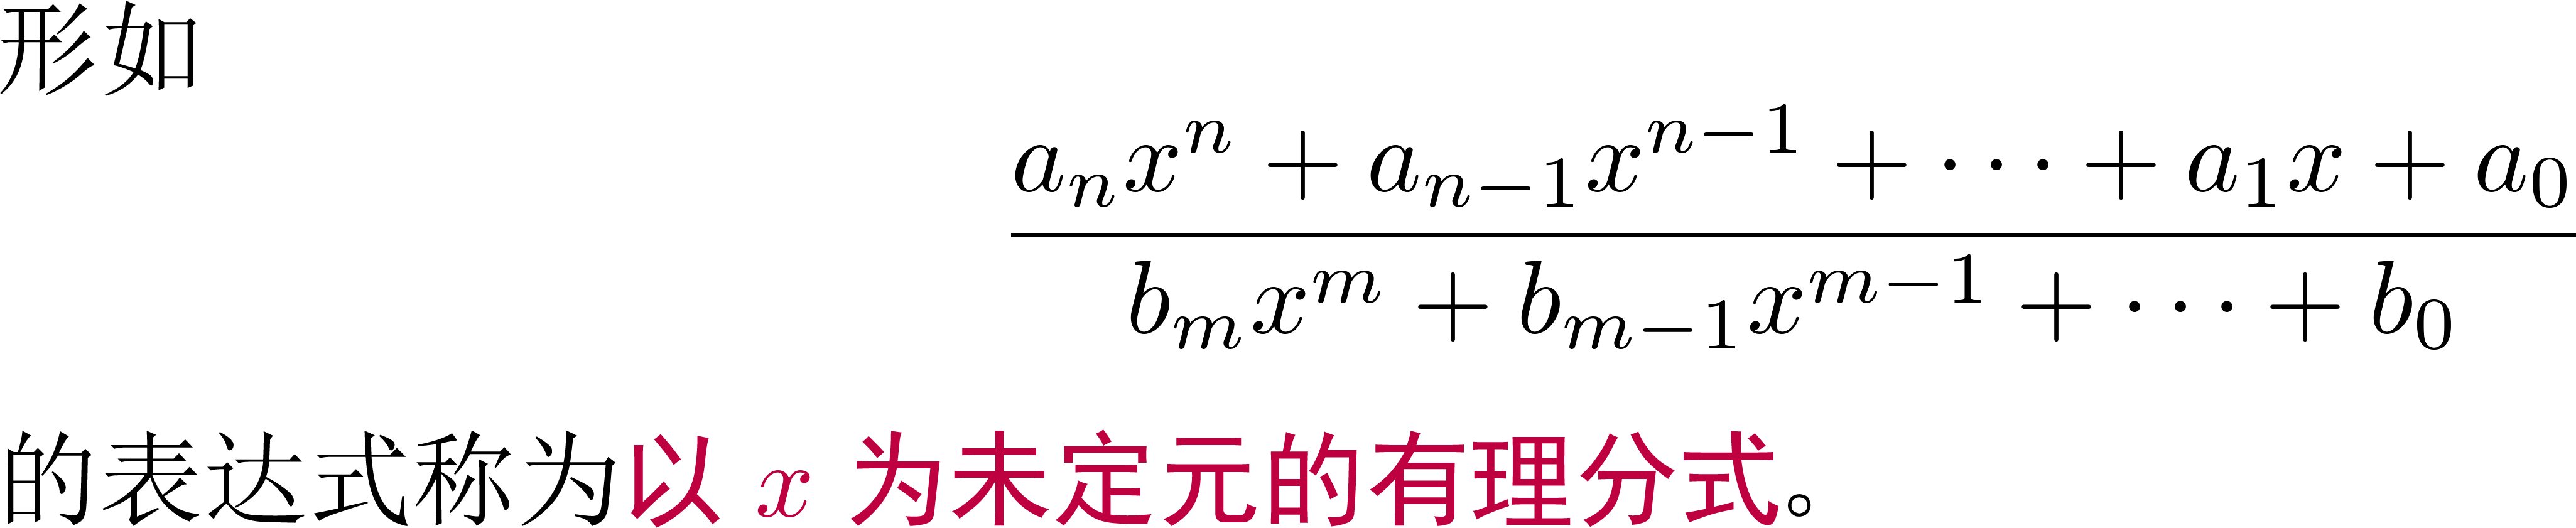 形如
\frac{a_n x^n + a_{n-1} x^{n-1} + \cdots + a_1 x + a_0}{b_m x^m + b_{m-1} x^{m-1} + \cdots + b_0}
的表达式称为以 x 为未定元的有理分式。